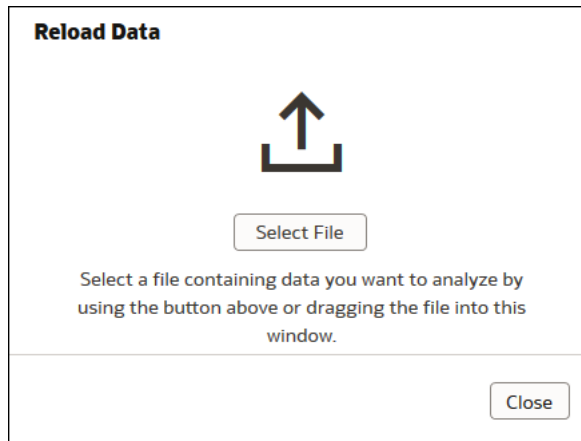 Reload Data
Select File
Select a file containing data you want to analyze by
using the button above or dragging the file into this
window.
Close